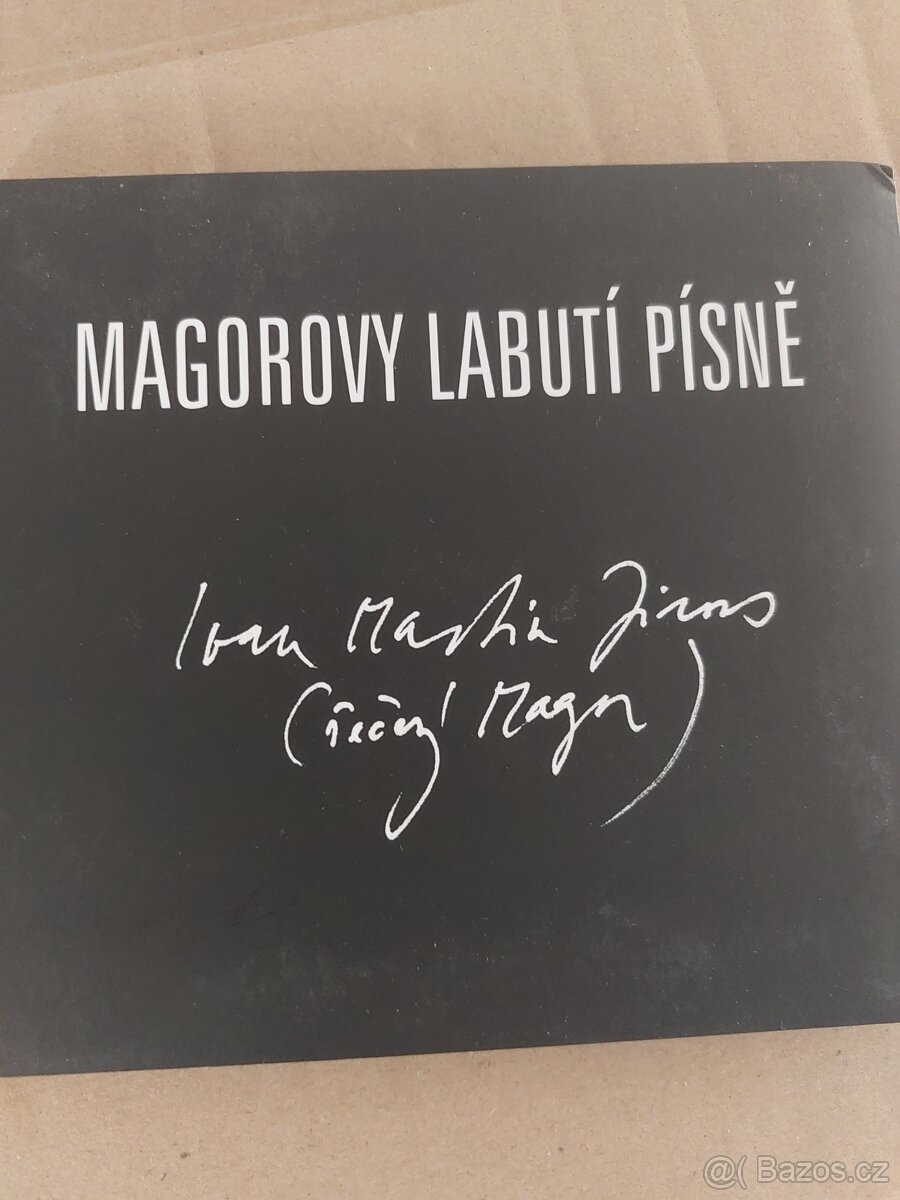 MAGOROVY LABUTÍ PÍSNĚ
Ivan Martin Jirous
(řečený Magor)
@( Bazos.cz